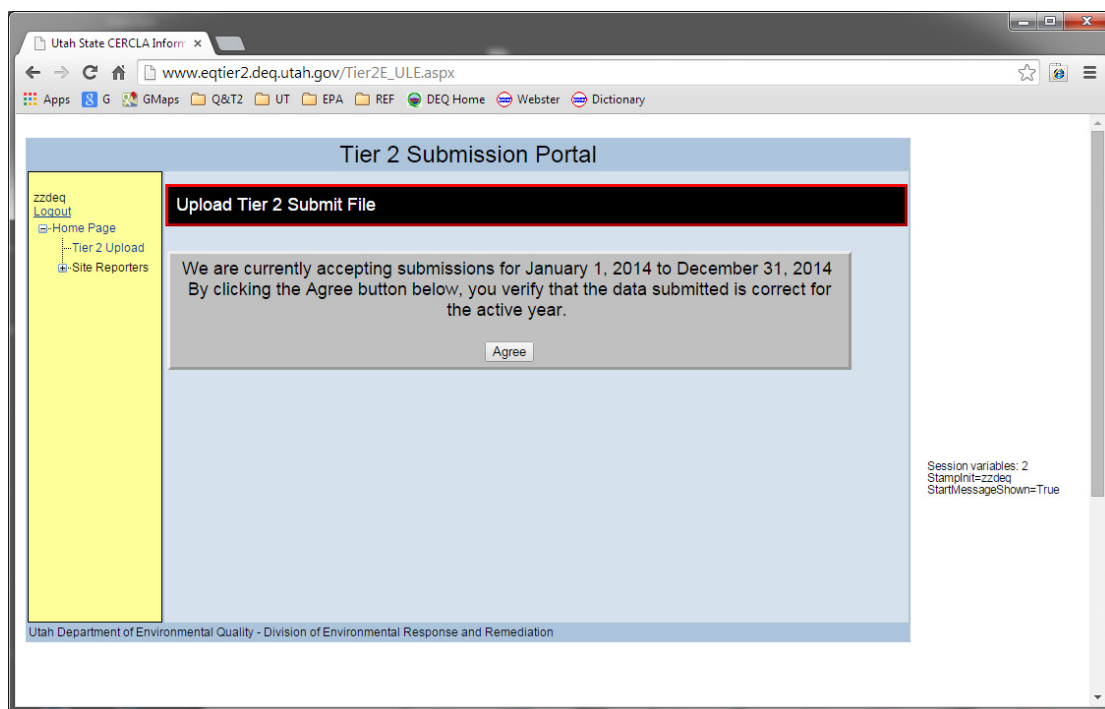 Utah State CERCLA Inform
www.eqtier2.deq.utah.gov/Tier2E_ULE.aspx
Apps G GMaps Q&T2 UT EPA REF DEQ Home Webster Dictionary
Tier 2 Submission Portal
zzdeq
Logout
Home Page
Tier 2 Upload
Site Reporters
Upload Tier 2 Submit File
We are currently accepting submissions for January 1, 2014 to December 31, 2014
By clicking the Agree button below, you verify that the data submitted is correct for
the active year.
Agree
Session variables: 2
StampInit=zzdeq
StartMessageShown=True
Utah Department of Environmental Quality - Division of Environmental Response and Remediation